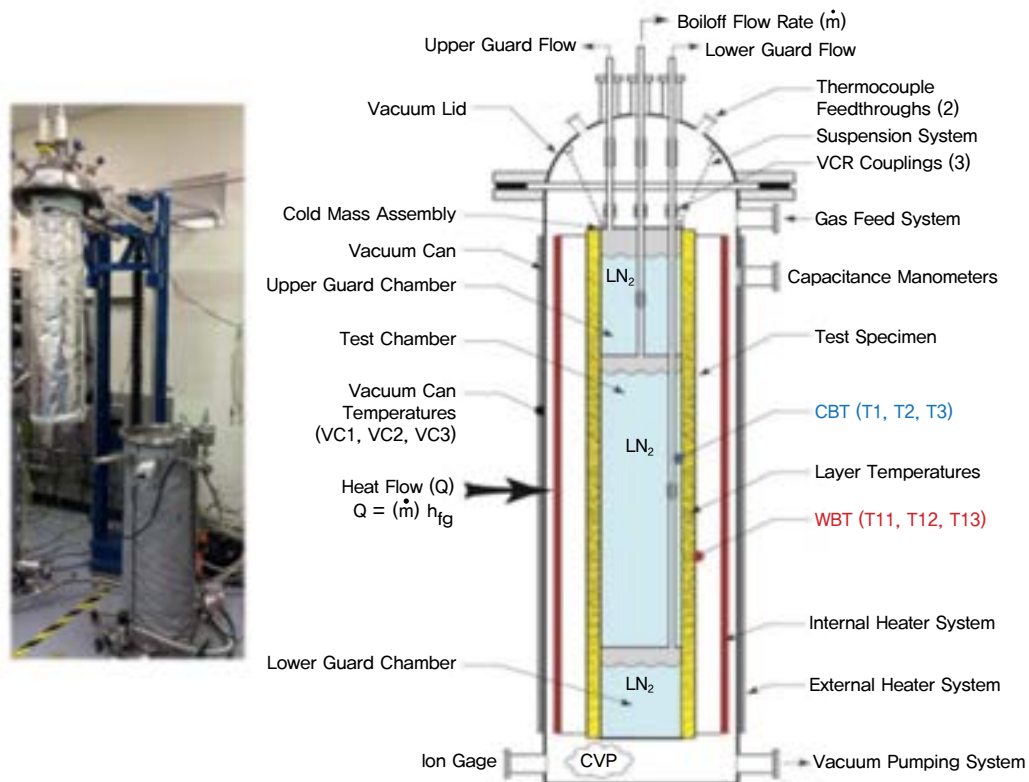 Boiloff Flow Rate (ṁ)
Upper Guard Flow
Lower Guard Flow
Thermocouple
Feedthroughs (2)
Vacuum Lid
Suspension System
VCR Couplings (3)
Cold Mass Assembly
Gas Feed System
Vacuum Can
LN₂
Upper Guard Chamber
Capacitance Manometers
Test Chamber
Test Specimen
Vacuum Can
Temperatures
(VC1, VC2, VC3)
CBT (T1, T2, T3)
LN₂
Layer Temperatures
Heat Flow (Q)
Q = (ṁ) h_fg
WBT (T11, T12, T13)
Internal Heater System
Lower Guard Chamber
LN₂
External Heater System
Ion Gage
CVP
Vacuum Pumping System